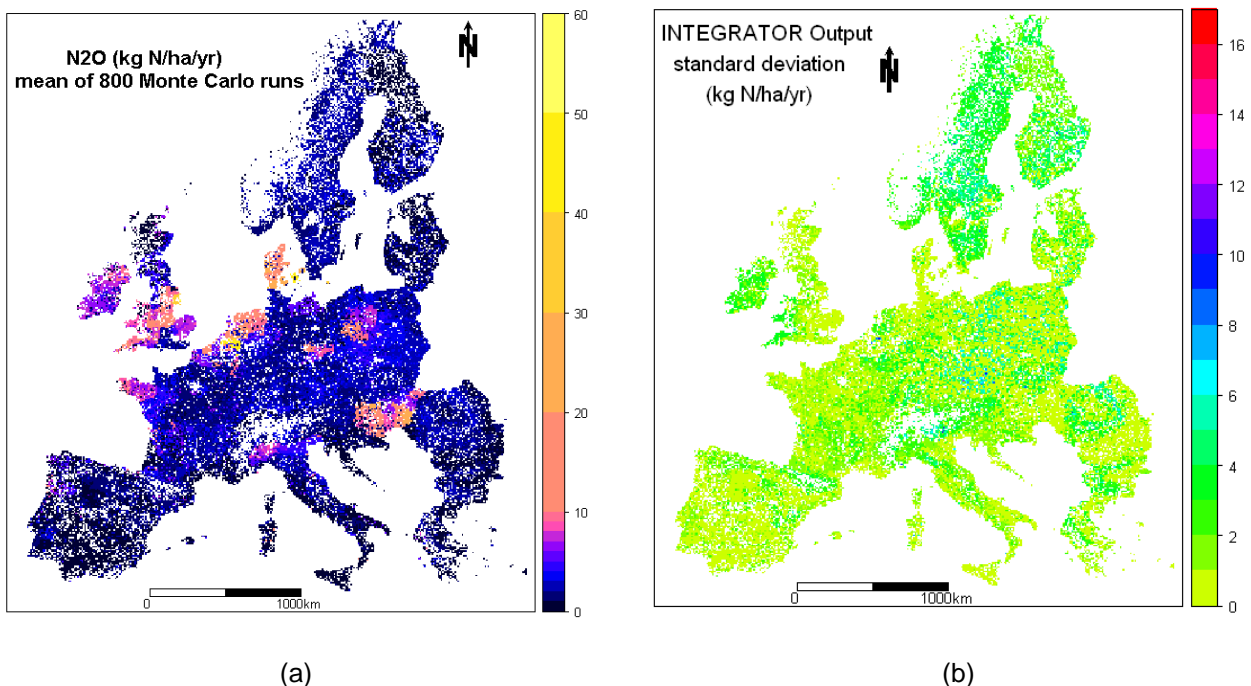 N2O (kg N/ha/yr)
mean of 800 Monte Carlo runs
N
60
50
40
30
20
10
0
0 1000km
(a)
INTEGRATOR Output
standard deviation
(kg N/ha/yr)
N
16
14
12
10
8
6
4
2
0
0 1000km
(b)